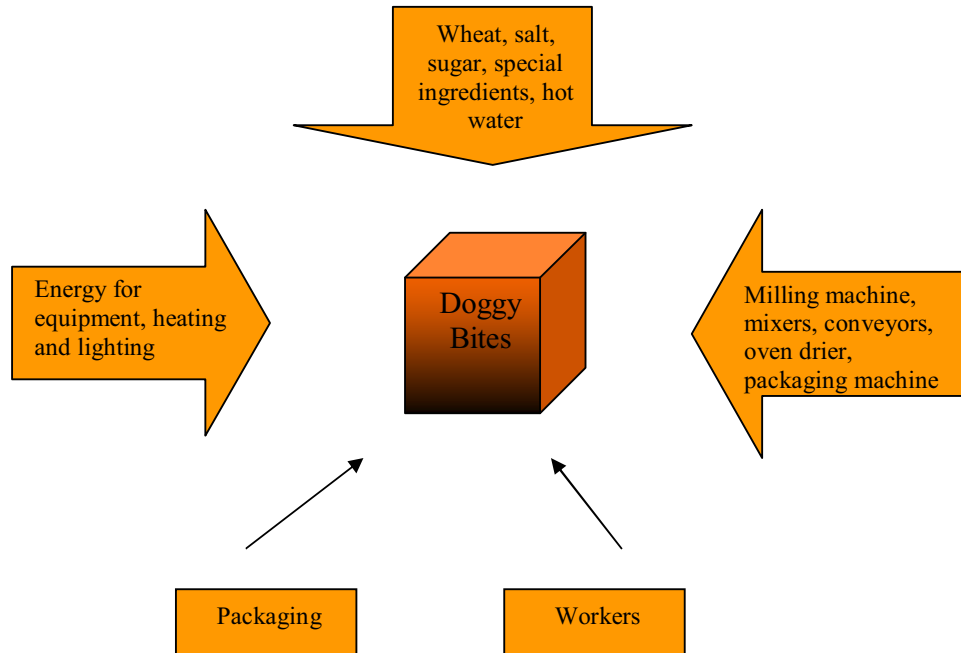 Wheat, salt,
sugar, special
ingredients, hot
water
Energy for
equipment, heating
and lighting
Doggy
Bites
Milling machine,
mixers, conveyors,
oven drier,
packaging machine
Packaging
Workers